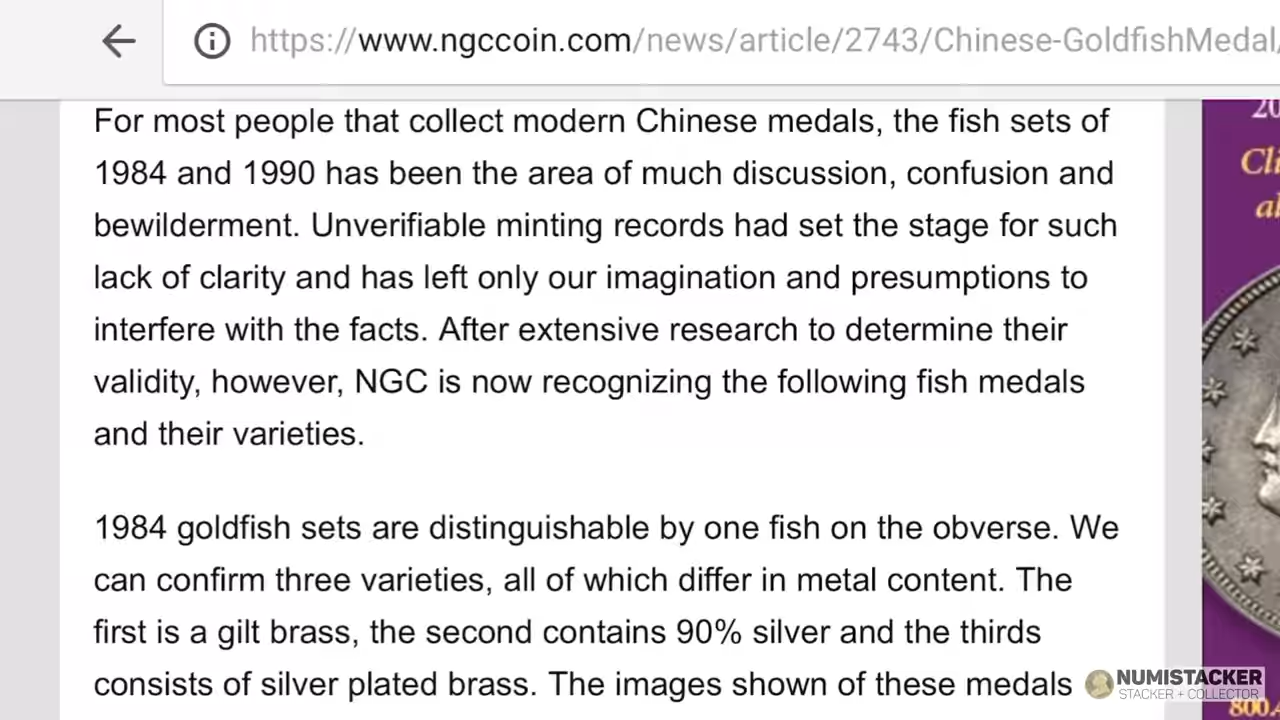 https://www.ngccoin.com/news/article/2743/Chinese-GoldfishMedal/
For most people that collect modern Chinese medals, the fish sets of
1984 and 1990 has been the area of much discussion, confusion and
bewilderment. Unverifiable minting records had set the stage for such
lack of clarity and has left only our imagination and presumptions to
interfere with the facts. After extensive research to determine their
validity, however, NGC is now recognizing the following fish medals
and their varieties.
1984 goldfish sets are distinguishable by one fish on the obverse. We
can confirm three varieties, all of which differ in metal content. The
first is a gilt brass, the second contains 90% silver and the thirds
consists of silver plated brass. The images shown of these medals
20
Cli
al
800.
NUMISTACKER
STACKER + COLLECTOR